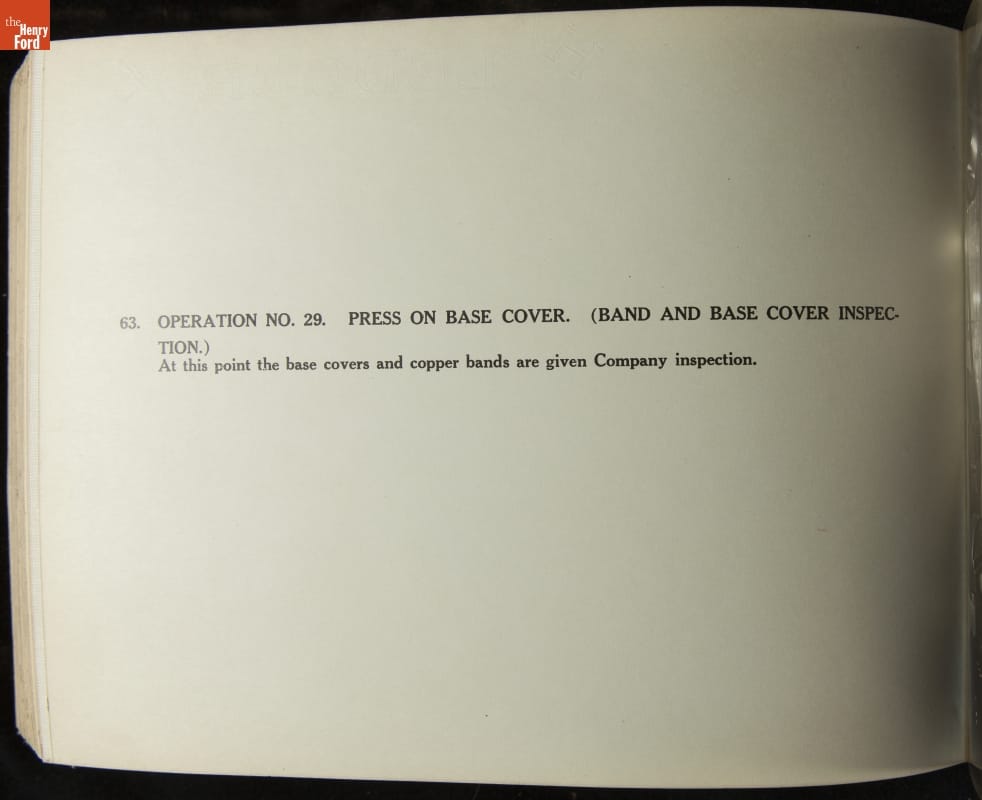 the
Henry
Ford
63. OPERATION NO. 29. PRESS ON BASE COVER. (BAND AND BASE COVER INSPEC-
TION.)
At this point the base covers and copper bands are given Company inspection.